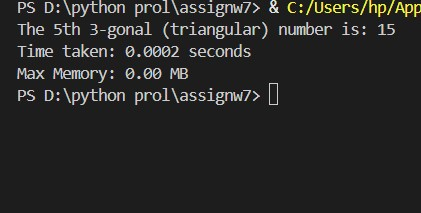 PS D:\python prol\assignw7> & C:/Users/hp/App
The 5th 3-gonal (triangular) number is: 15
Time taken: 0.0002 seconds
Max Memory: 0.00 MB
PS D:\python prol\assignw7>